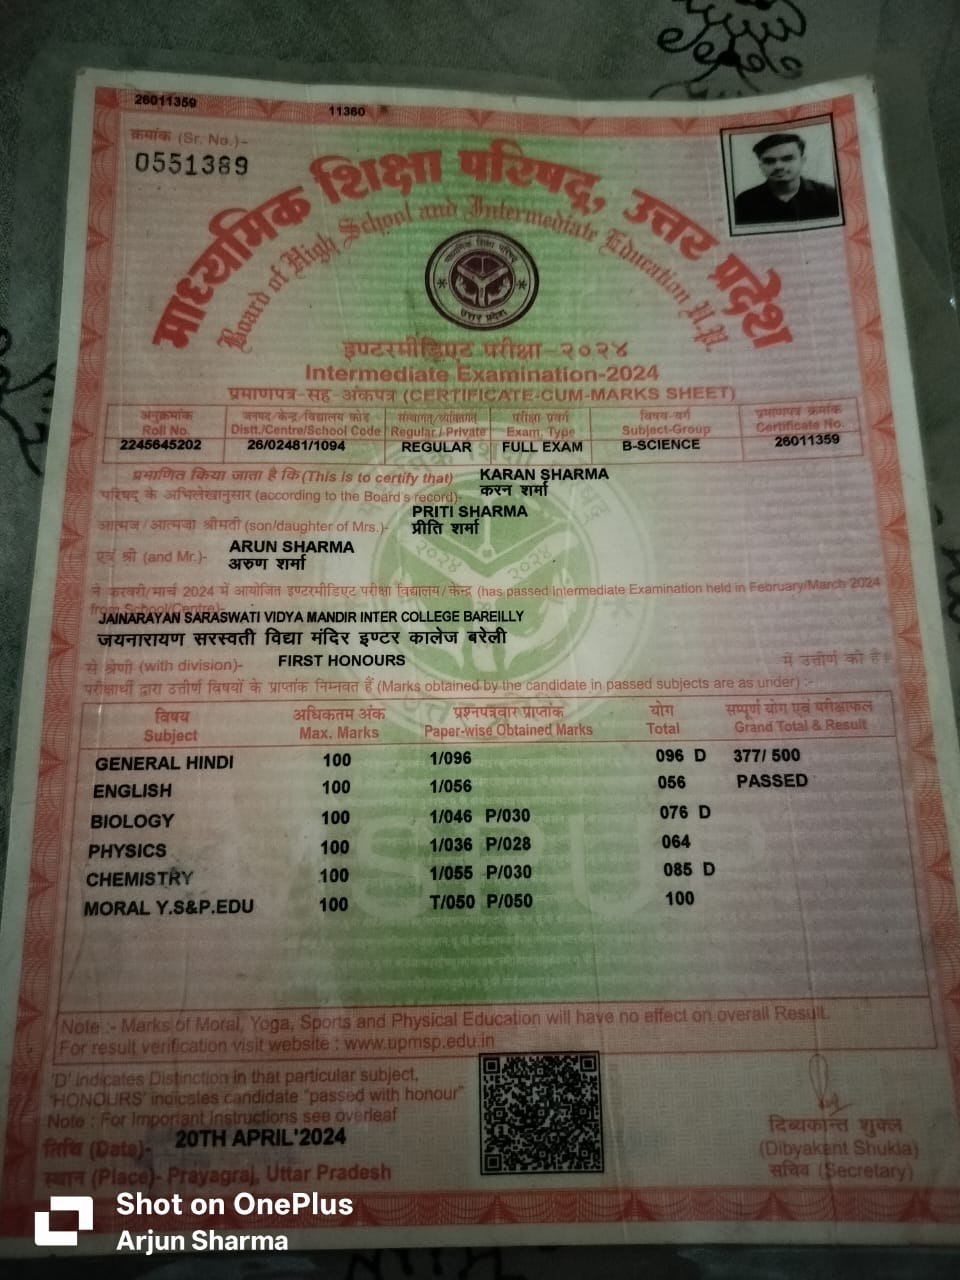 26011359
11360
क्रमांक (Sr. No.)-
0551389
माध्यमिक शिक्षा परिषद्, उत्तर प्रदेश
Board of High School and Intermediate Education U.P.
माध्यमिक शिक्षा परिषद
उत्तर प्रदेश
इण्टरमीडिएट परीक्षा-२०२४
Intermediate Examination-2024
प्रमाणपत्र-सह-अंकपत्र (CERTIFICATE-CUM-MARKS SHEET)
अनुक्रमांक जनपद/केन्द्र/विद्यालय कोड संस्थागत/व्यक्तिगत परीक्षा प्रवर्ग विषय-वर्ग प्रमाणपत्र क्रमांक
Roll No. Distt./Centre/School Code Regular / Private Exam. Type Subject-Group Certificate No.
2245645202 26/02481/1094 REGULAR FULL EXAM B-SCIENCE 26011359
प्रमाणित किया जाता है कि (This is to certify that) KARAN SHARMA
परिषद् के अभिलेखानुसार (according to the Board's record)- करन शर्मा
PRITI SHARMA
आत्मज/आत्मजा श्रीमती (son/daughter of Mrs.)- प्रीति शर्मा
ARUN SHARMA
एवं श्री (and Mr.)- अरुण शर्मा
ने फरवरी/मार्च 2024 में आयोजित इण्टरमीडिएट परीक्षा विद्यालय/केन्द्र (has passed Intermediate Examination held in February/March 2024
from School/Centre)-
JAINARAYAN SARASWATI VIDYA MANDIR INTER COLLEGE BAREILLY
जयनारायण सरस्वती विद्या मंदिर इण्टर कालेज बरेली
से श्रेणी (with division)- FIRST HONOURS में उत्तीर्ण की है।
परीक्षार्थी द्वारा उत्तीर्ण विषयों के प्राप्तांक निम्नवत हैं (Marks obtained by the candidate in passed subjects are as under) :-
विषय अधिकतम अंक प्रश्नपत्रवार प्राप्तांक योग सम्पूर्ण योग एवं परीक्षाफल
Subject Max. Marks Paper-wise Obtained Marks Total Grand Total & Result
GENERAL HINDI 100 1/096 096 D 377/ 500
ENGLISH 100 1/056 056 PASSED
BIOLOGY 100 1/046 P/030 076 D
PHYSICS 100 1/036 P/028 064
CHEMISTRY 100 1/055 P/030 085 D
MORAL Y.S&P.EDU 100 T/050 P/050 100
Note :- Marks of Moral, Yoga, Sports and Physical Education will have no effect on overall Result.
For result verification visit website : www.upmsp.edu.in
'D' indicates Distinction in that particular subject,
'HONOURS' indicates candidate "passed with honour"
Note : For Important Instructions see overleaf
तिथि (Date)- 20TH APRIL'2024
स्थान (Place)- Prayagraj, Uttar Pradesh
दिब्यकान्त शुक्ल
(Dibyakant Shukla)
सचिव (Secretary)
Shot on OnePlus
Arjun Sharma